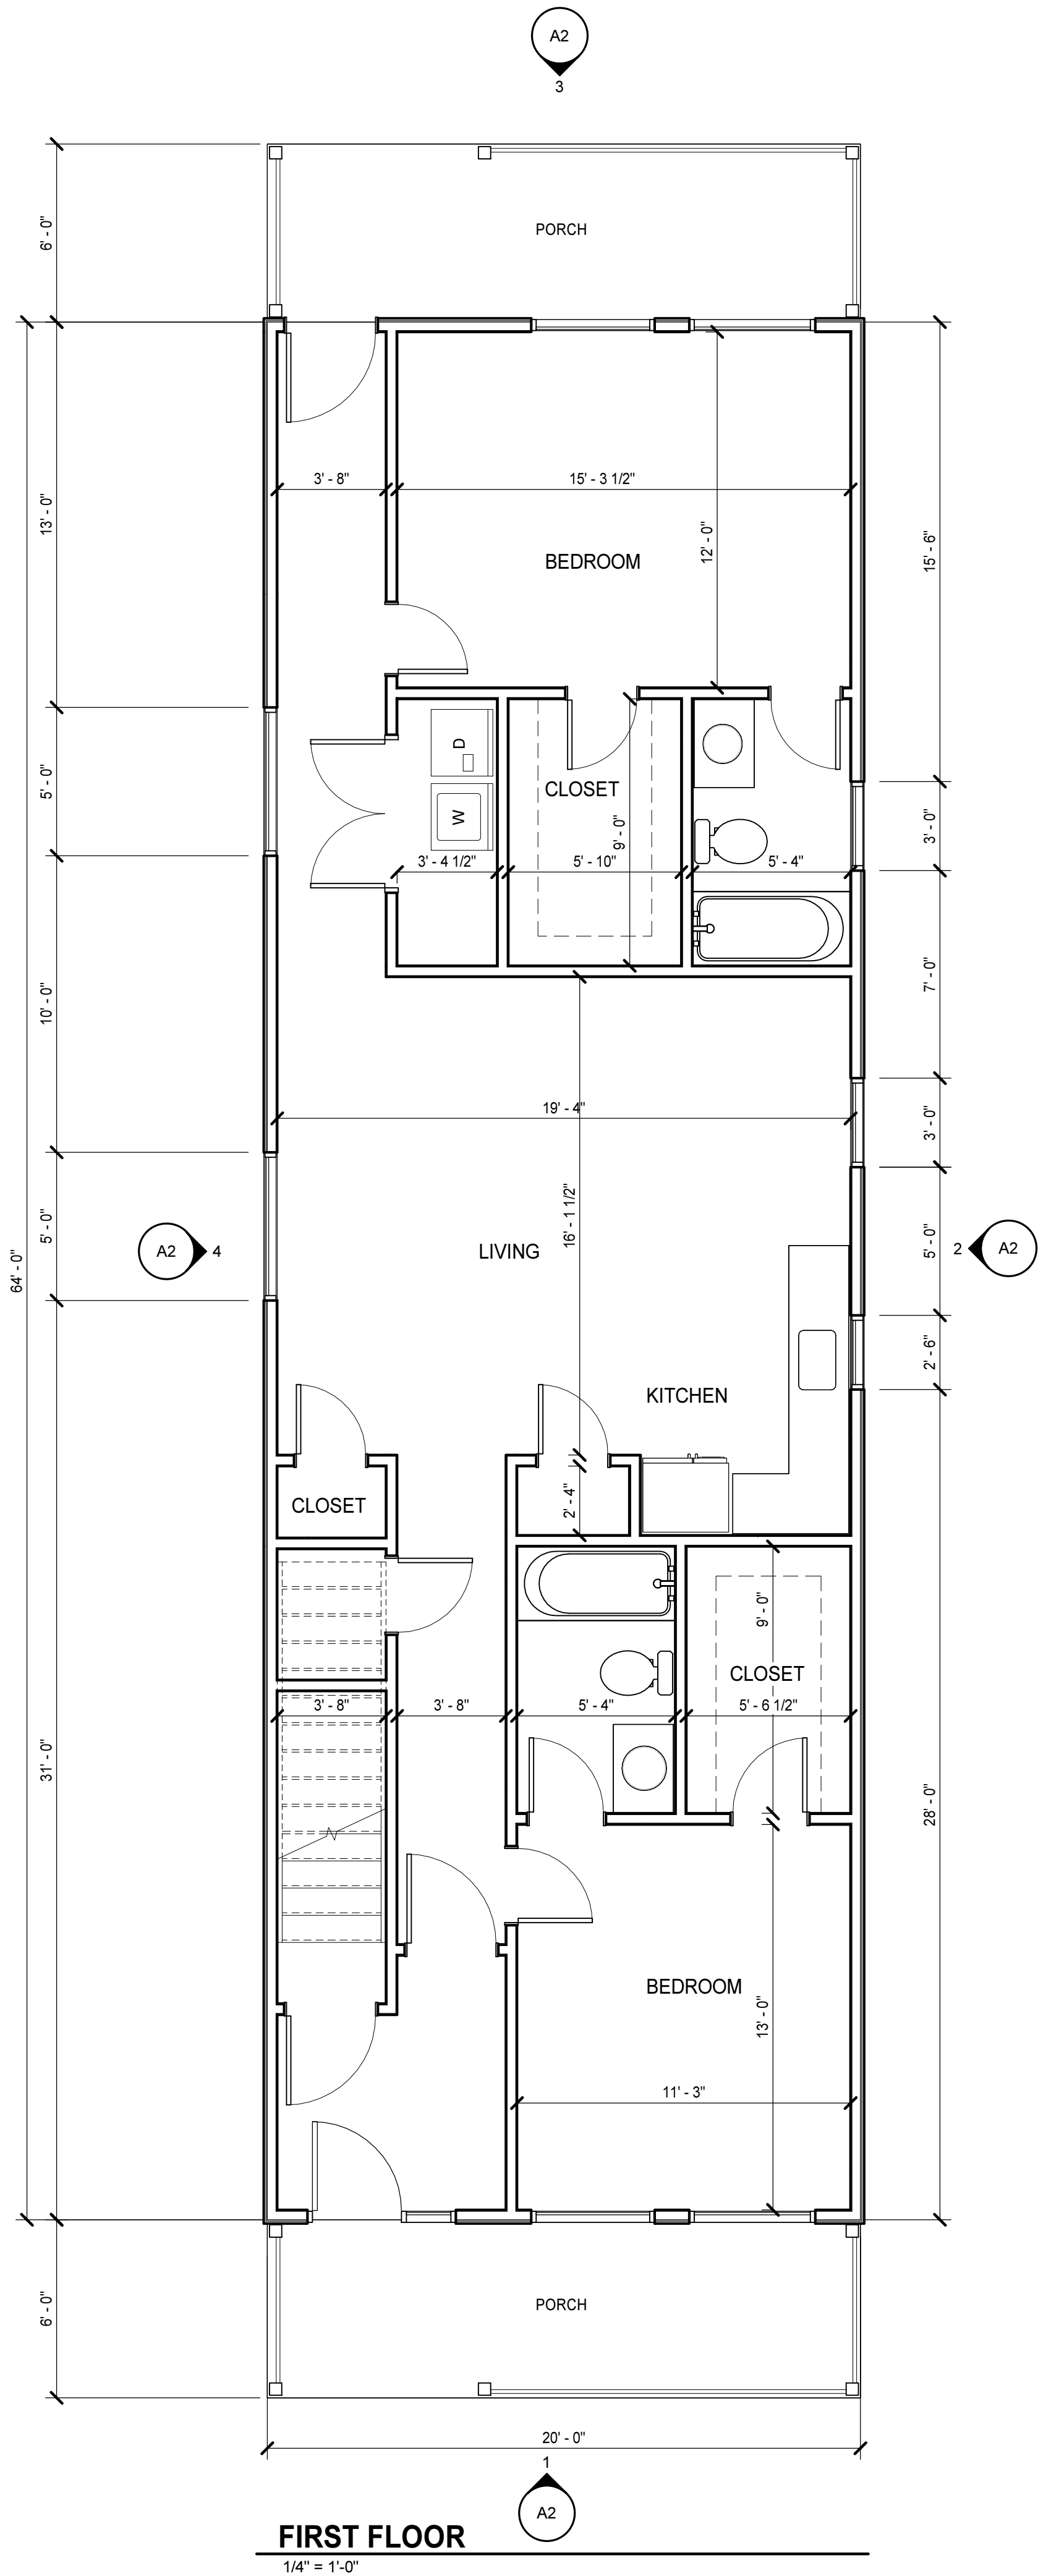 A2
3
6' - 0"
PORCH
3' - 8"
15' - 3 1/2"
13' - 0"
12' - 0"
15' - 6"
BEDROOM
D
W
CLOSET
5' - 0"
9' - 0"
3' - 0"
3' - 4 1/2"
5' - 10"
5' - 4"
10' - 0"
7' - 0"
19' - 4"
3' - 0"
16' - 1 1/2"
5' - 0"
64' - 0"
A2
4
LIVING
5' - 0"
2
A2
2' - 6"
KITCHEN
CLOSET
2' - 4"
9' - 0"
CLOSET
3' - 8"
3' - 8"
5' - 4"
5' - 6 1/2"
31' - 0"
28' - 0"
BEDROOM
13' - 0"
11' - 3"
6' - 0"
PORCH
20' - 0"
1
A2
FIRST FLOOR
1/4" = 1'-0"